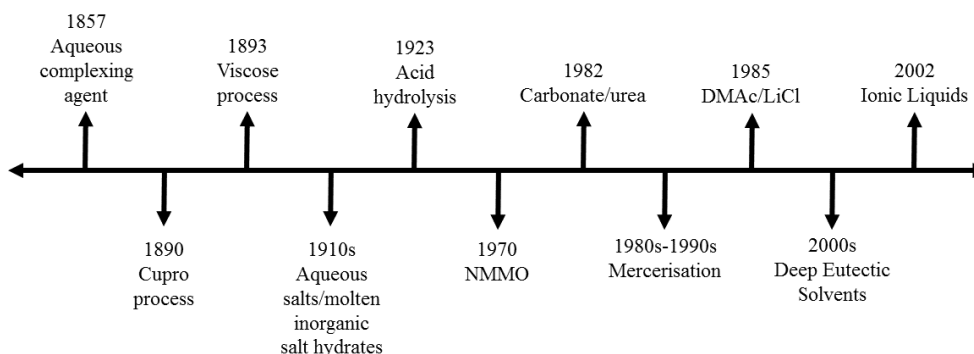 1857
Aqueous
complexing
agent
1890
Cupro
process
1893
Viscose
process
1910s
Aqueous
salts/molten
inorganic
salt hydrates
1923
Acid
hydrolysis
1970
NMMO
1982
Carbonate/urea
1980s-1990s
Mercerisation
1985
DMAc/LiCl
2000s
Deep Eutectic
Solvents
2002
Ionic Liquids